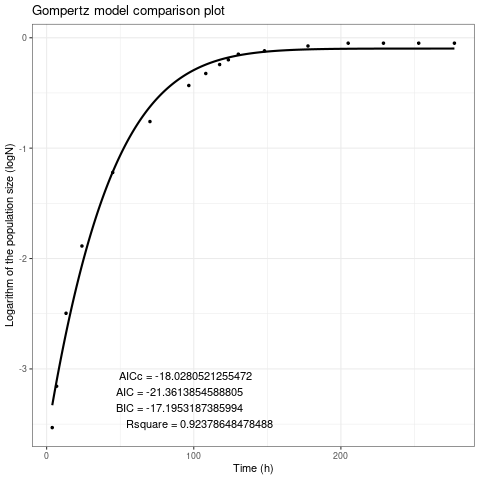 Gompertz model comparison plot
Logarithm of the population size (logN)
0
-1
-2
-3
AICc = -18.0280521255472
AIC = -21.3613854588805
BIC = -17.1953187385994
Rsquare = 0.92378648478488
0 100 200
Time (h)